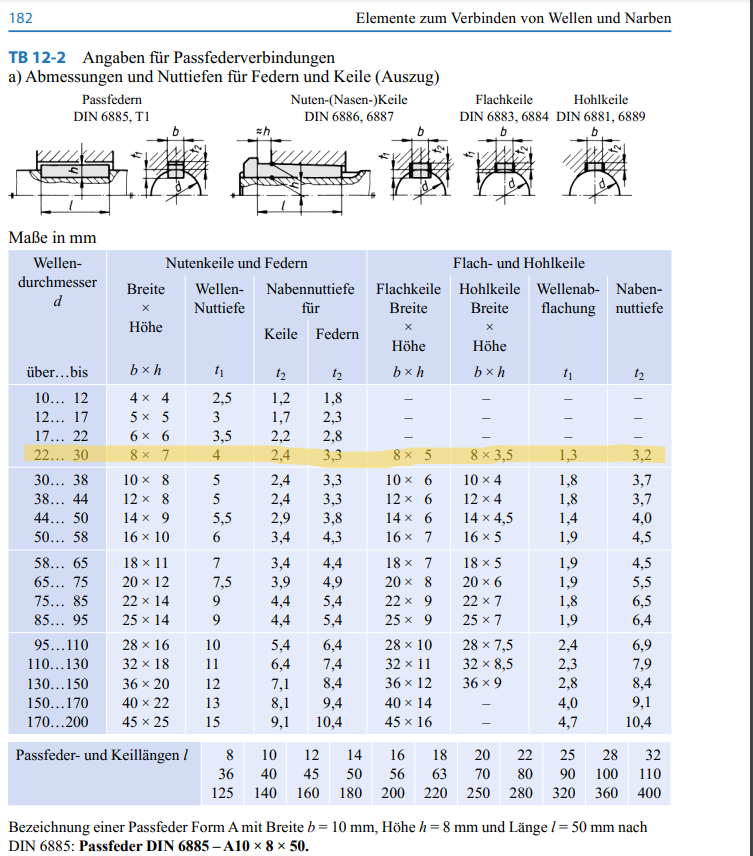 182 Elemente zum Verbinden von Wellen und Narben
TB 12-2 Angaben für Passfederverbindungen
a) Abmessungen und Nuttiefen für Federn und Keile (Auszug)
Passfedern Nuten-(Nasen-)Keile Flachkeile Hohlkeile
DIN 6885, T1 DIN 6886, 6887 DIN 6883, 6884 DIN 6881, 6889
b ≈h b b b
t1 t2 t1 t2 t1 t2 t1 t2
h d h d d d
l l
Maße in mm
Wellen- Nutenkeile und Federn Flach- und Hohlkeile
durchmesser Breite Wellen- Nabennuttiefe Flachkeile Hohlkeile Wellenab- Naben-
d × Nuttiefe für Breite Breite flachung nuttiefe
Höhe Keile Federn × ×
Höhe Höhe
über…bis b × h t1 t2 t2 b × h b × h t1 t2
10… 12 4 × 4 2,5 1,2 1,8 – – – –
12… 17 5 × 5 3 1,7 2,3 – – – –
17… 22 6 × 6 3,5 2,2 2,8 – – – –
22… 30 8 × 7 4 2,4 3,3 8 × 5 8 × 3,5 1,3 3,2
30… 38 10 × 8 5 2,4 3,3 10 × 6 10 × 4 1,8 3,7
38… 44 12 × 8 5 2,4 3,3 12 × 6 12 × 4 1,8 3,7
44… 50 14 × 9 5,5 2,9 3,8 14 × 6 14 × 4,5 1,4 4,0
50… 58 16 × 10 6 3,4 4,3 16 × 7 16 × 5 1,9 4,5
58… 65 18 × 11 7 3,4 4,4 18 × 7 18 × 5 1,9 4,5
65… 75 20 × 12 7,5 3,9 4,9 20 × 8 20 × 6 1,9 5,5
75… 85 22 × 14 9 4,4 5,4 22 × 9 22 × 7 1,8 6,5
85… 95 25 × 14 9 4,4 5,4 25 × 9 25 × 7 1,9 6,4
95…110 28 × 16 10 5,4 6,4 28 × 10 28 × 7,5 2,4 6,9
110…130 32 × 18 11 6,4 7,4 32 × 11 32 × 8,5 2,3 7,9
130…150 36 × 20 12 7,1 8,4 36 × 12 36 × 9 2,8 8,4
150…170 40 × 22 13 8,1 9,4 40 × 14 – 4,0 9,1
170…200 45 × 25 15 9,1 10,4 45 × 16 – 4,7 10,4
Passfeder- und Keillängen l 8 10 12 14 16 18 20 22 25 28 32
36 40 45 50 56 63 70 80 90 100 110
125 140 160 180 200 220 250 280 320 360 400
Bezeichnung einer Passfeder Form A mit Breite b = 10 mm, Höhe h = 8 mm und Länge l = 50 mm nach
DIN 6885: Passfeder DIN 6885 – A10 × 8 × 50.